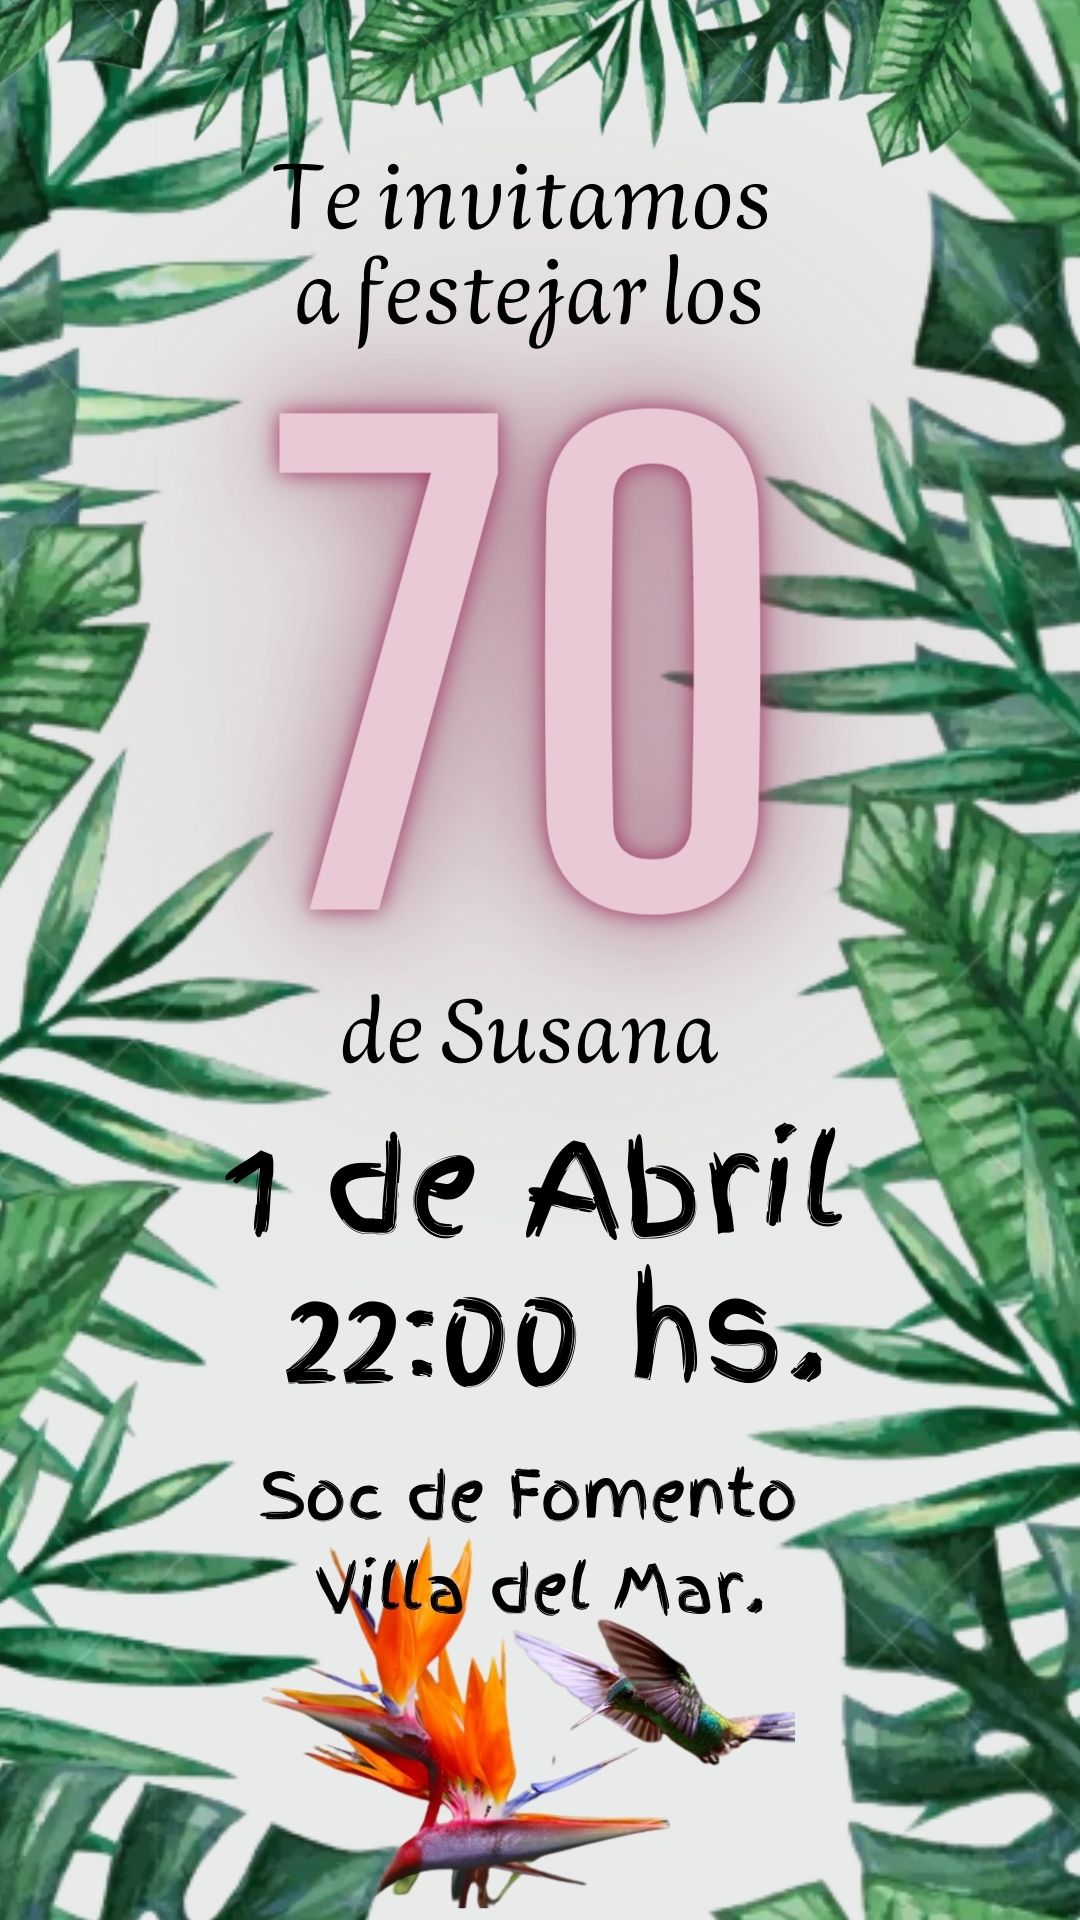 Te invitamos
a festejar los
70
de Susana
1 de Abril
22:00 hs.
Soc de Fomento
Villa del Mar.